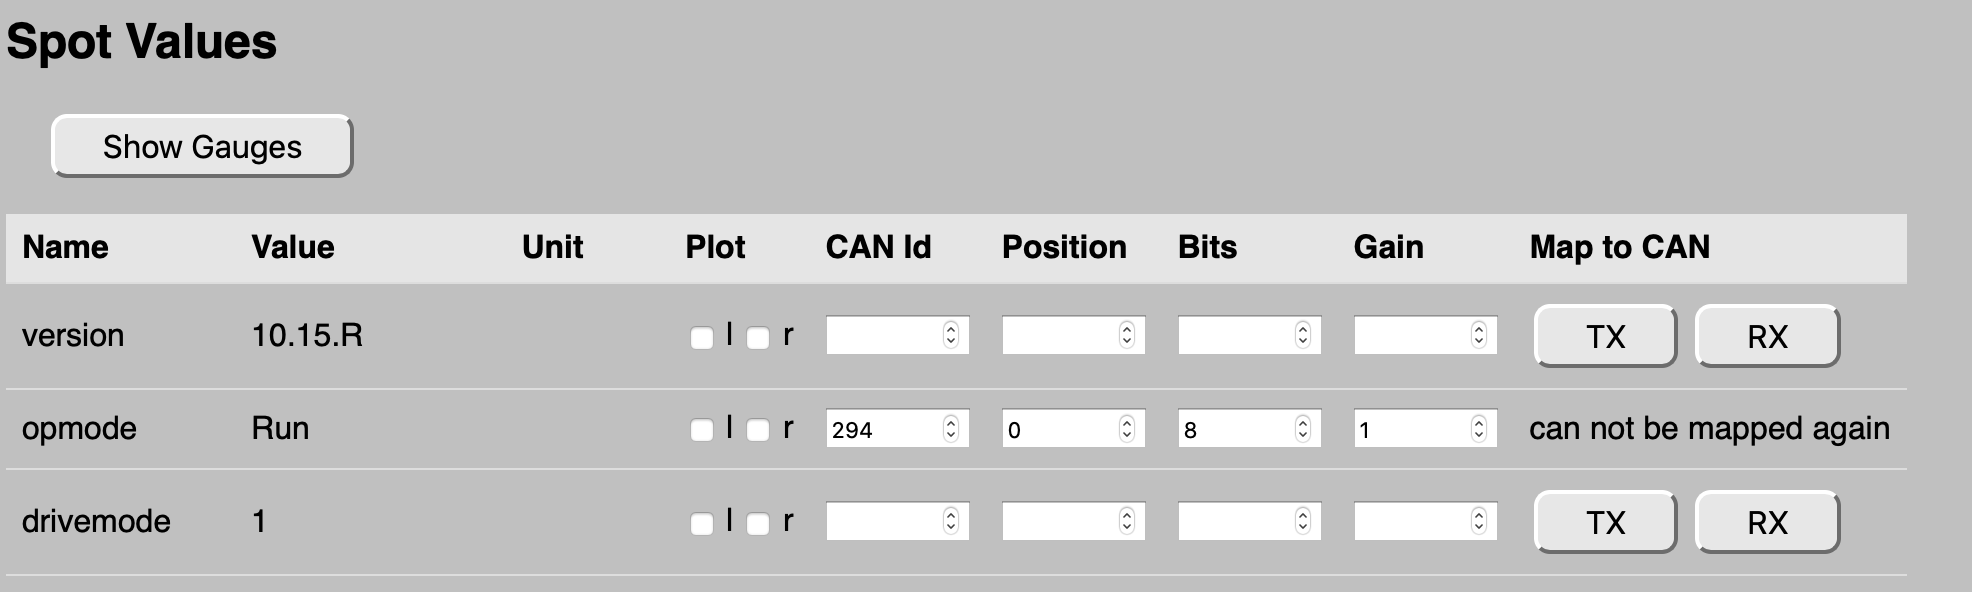 Spot Values
Show Gauges
Name Value Unit Plot CAN Id Position Bits Gain Map to CAN
version 10.15.R l r TX RX
opmode Run l r 294 0 8 1 can not be mapped again
drivemode 1 l r TX RX